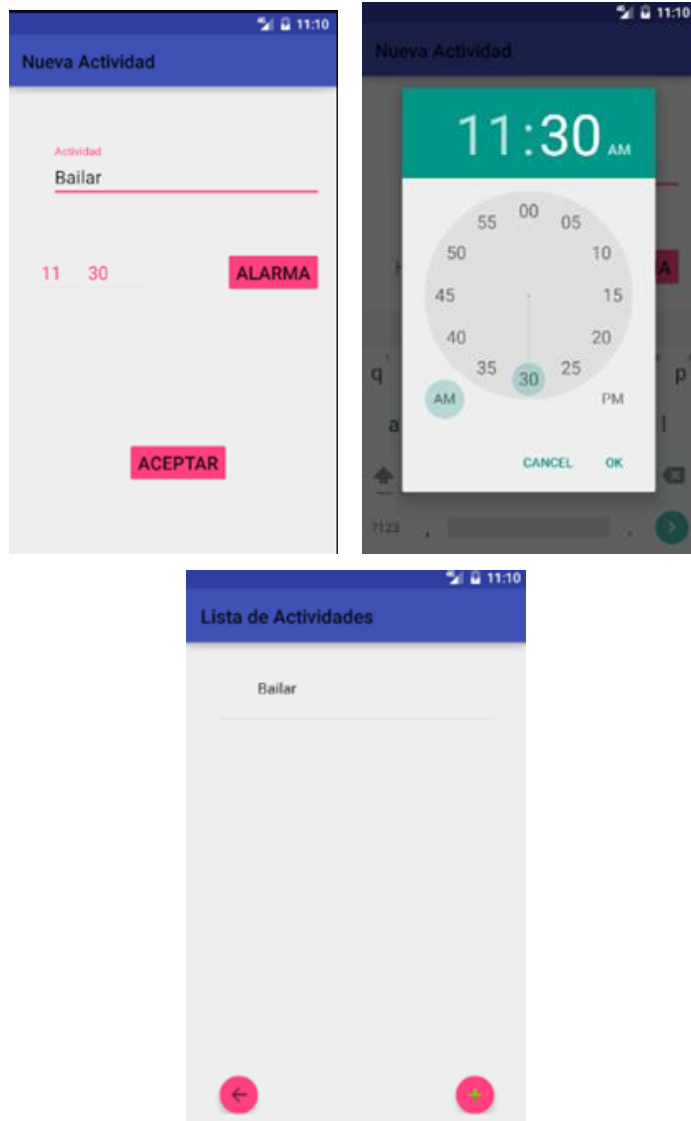 11:10
Nueva Actividad
Actividad
Bailar
11 30
ALARMA
ACEPTAR
11:10
Nueva Actividad
11:30 AM
00
55 05
50 10
45 15
40 20
35 25
30
AM PM
CANCEL OK
H
A
q p
a l
?123 , .
11:10
Lista de Actividades
Bailar